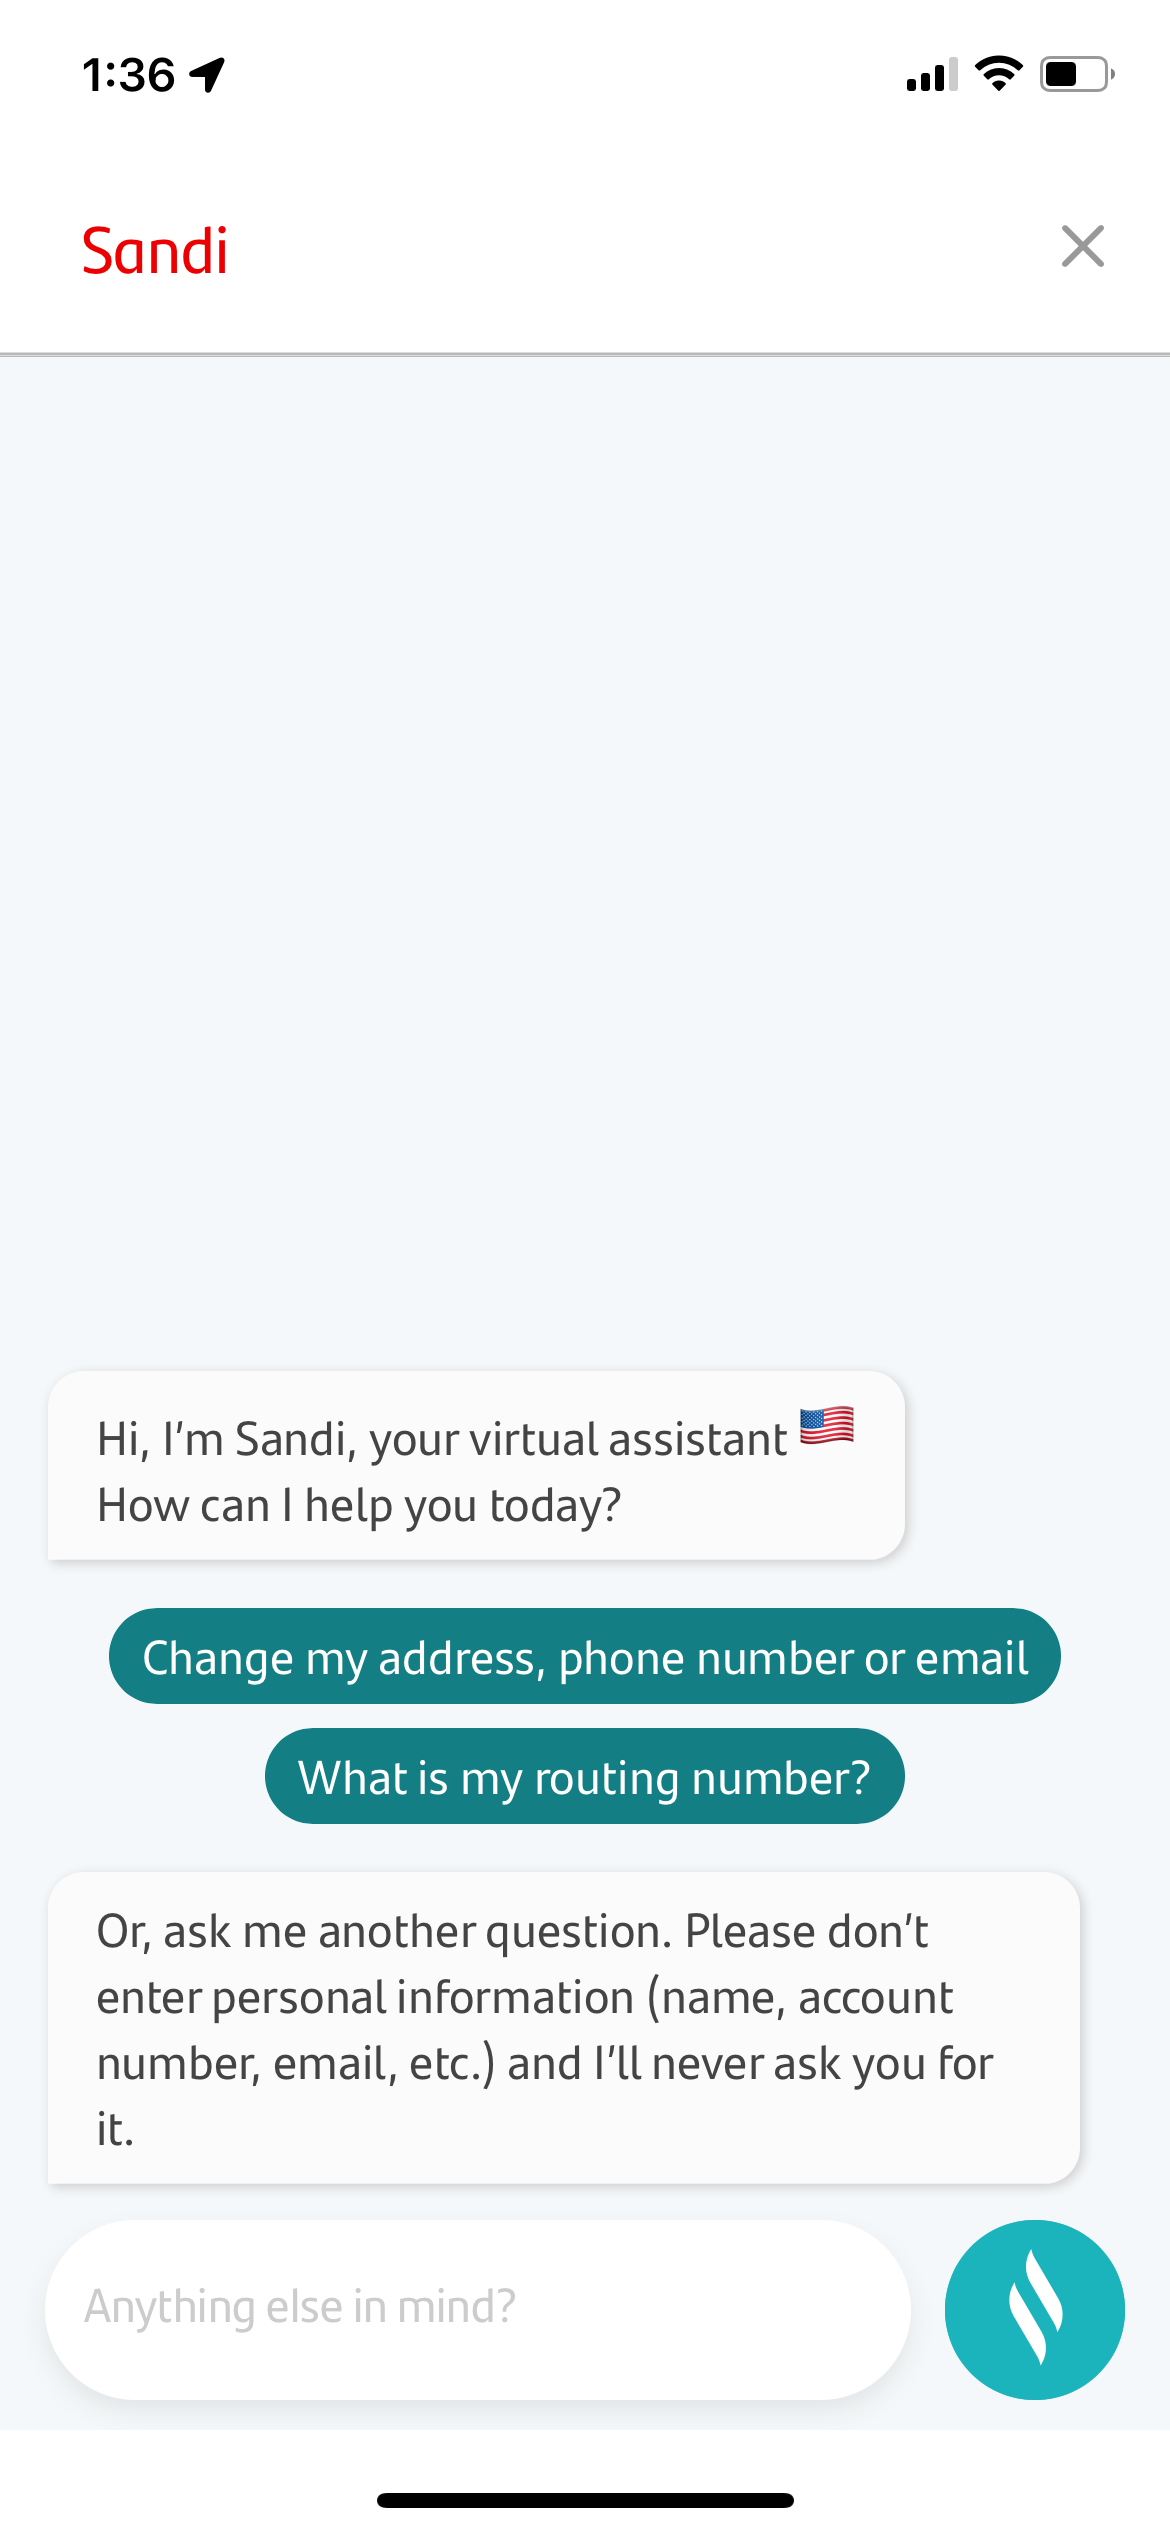 1:36
Sandi
Hi, I'm Sandi, your virtual assistant 🇺🇸
How can I help you today?
Change my address, phone number or email
What is my routing number?
Or, ask me another question. Please don't
enter personal information (name, account
number, email, etc.) and I'll never ask you for
it.
Anything else in mind?